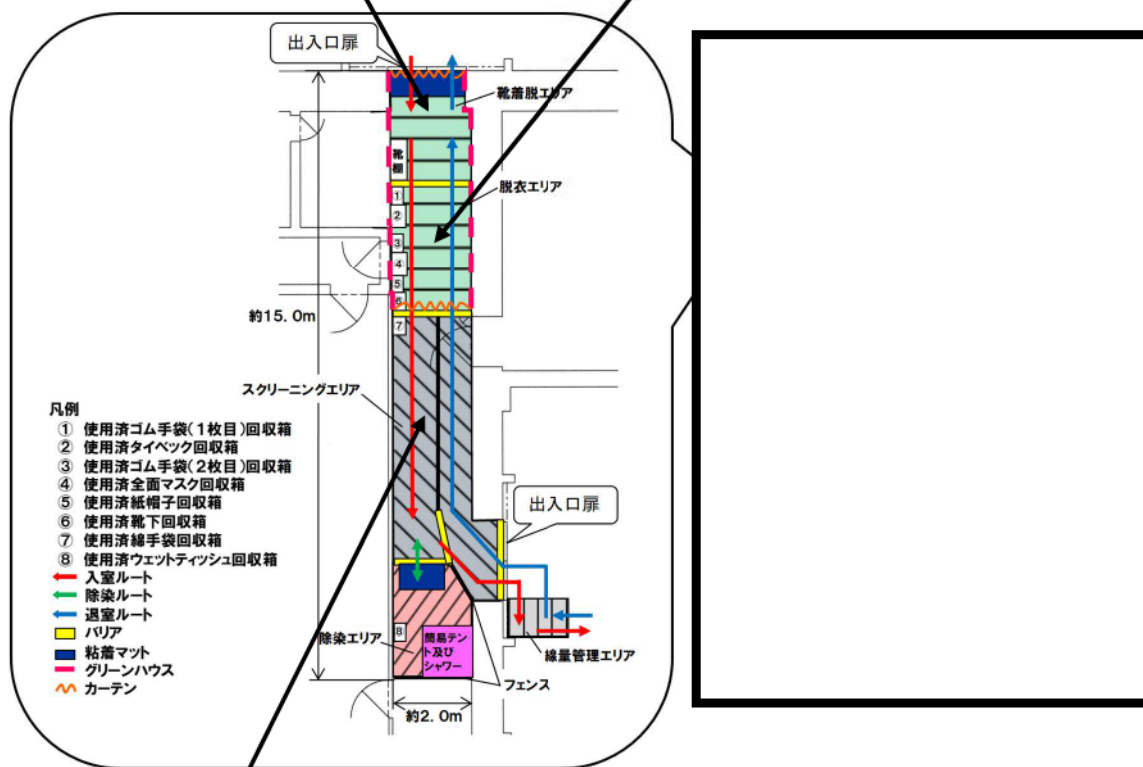 出入口扉
靴着脱エリア
靴
棚
脱衣エリア
①
②
③
④
⑤
⑥
⑦
約15.0m
スクリーニングエリア
凡例
① 使用済ゴム手袋(1枚目)回収箱
② 使用済タイベック回収箱
③ 使用済ゴム手袋(2枚目)回収箱
④ 使用済全面マスク回収箱
⑤ 使用済紙帽子回収箱
⑥ 使用済靴下回収箱
⑦ 使用済綿手袋回収箱
⑧ 使用済ウェットティッシュ回収箱
入室ルート
除染ルート
退室ルート
バリア
粘着マット
グリーンハウス
カーテン
出入口扉
⑧
除染エリア
簡易テン
ト及び
シャワー
線量管理エリア
フェンス
約2.0m